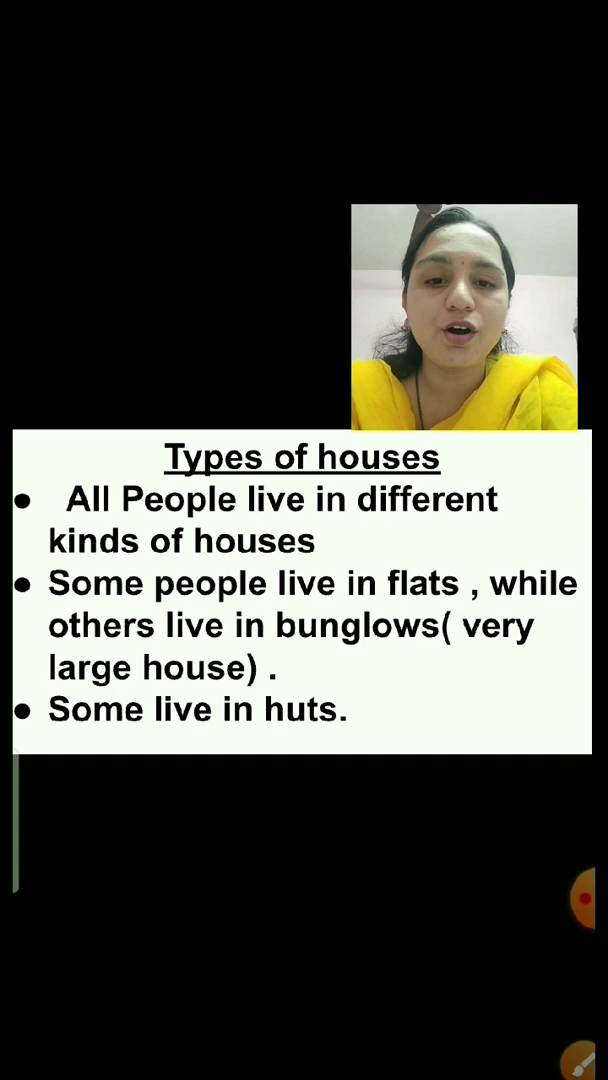 Types of houses
● All People live in different
kinds of houses
● Some people live in flats , while
others live in bunglows( very
large house) .
● Some live in huts.